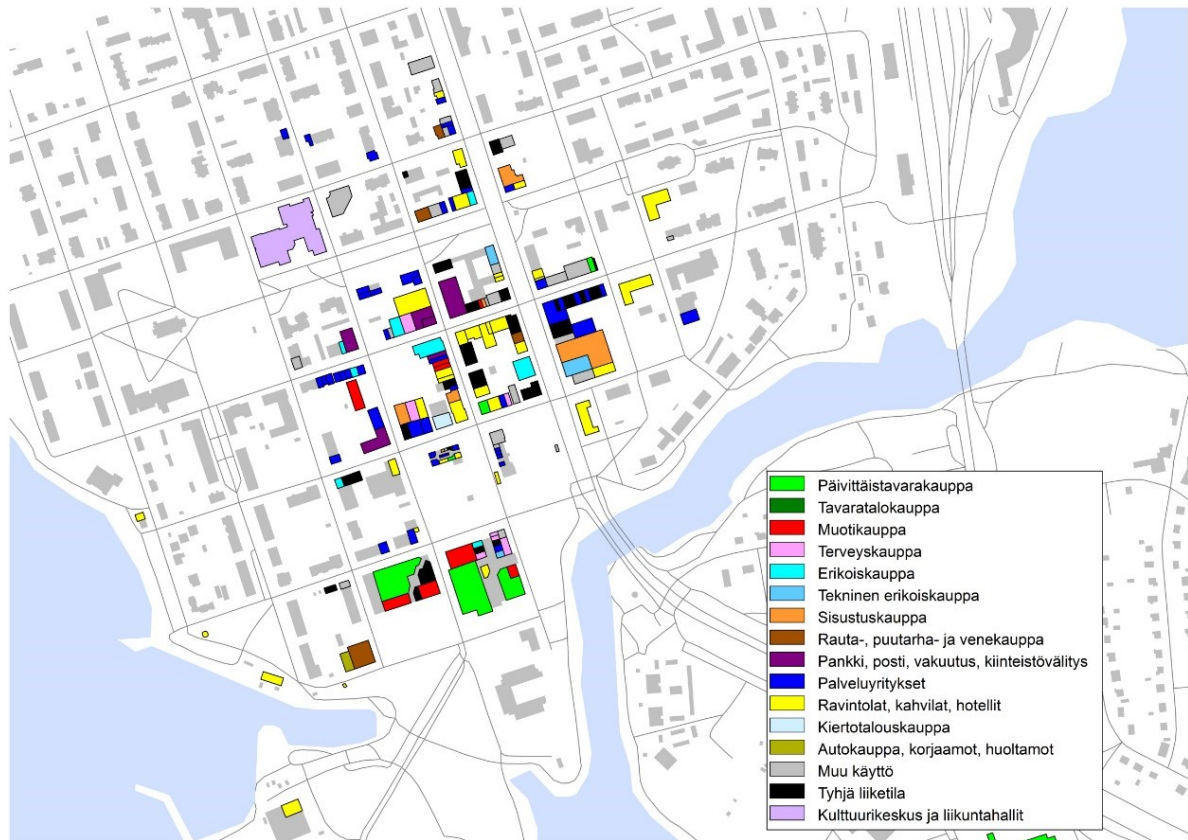 Päivittäistavarakauppa
Tavaratalokauppa
Muotikauppa
Terveyskauppa
Erikoiskauppa
Tekninen erikoiskauppa
Sisustuskauppa
Rauta-, puutarha- ja venekauppa
Pankki, posti, vakuutus, kiinteistövälitys
Palveluyritykset
Ravintolat, kahvilat, hotellit
Kiertotalouskauppa
Autokauppa, korjaamot, huoltamot
Muu käyttö
Tyhjä liiketila
Kulttuurikeskus ja liikuntahallit